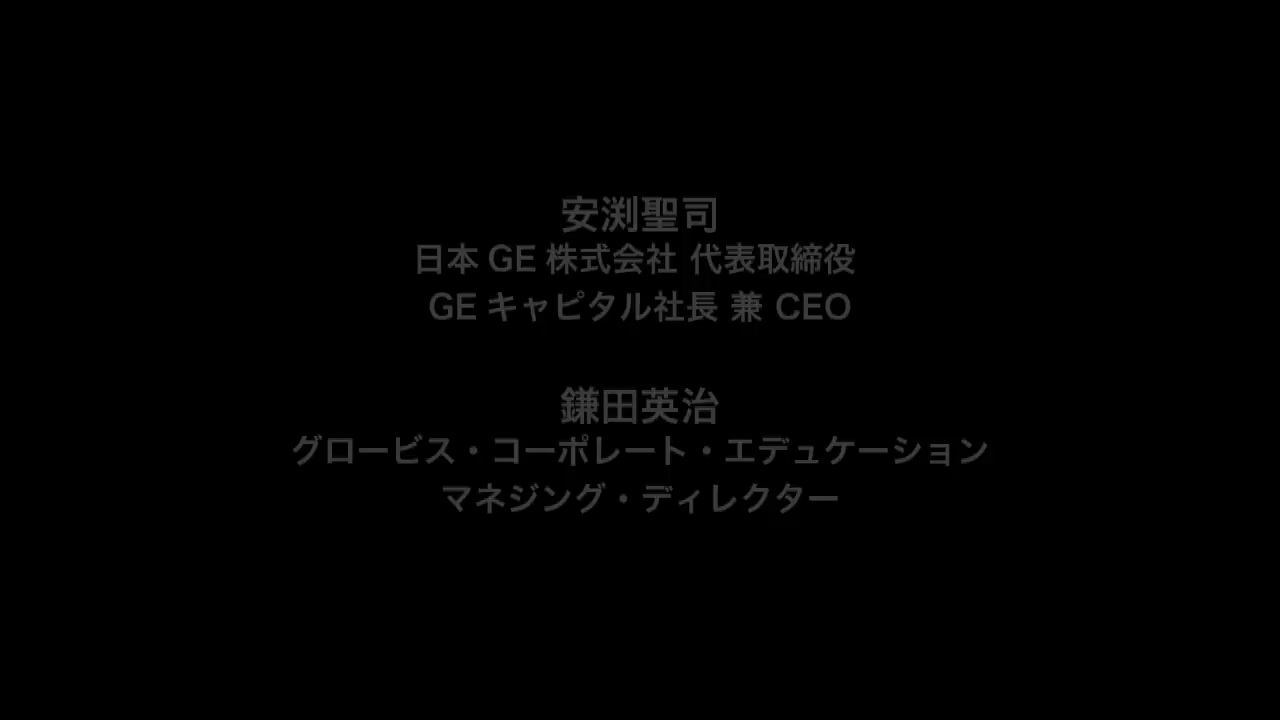 安渕聖司
日本 GE 株式会社 代表取締役
GE キャピタル社長 兼 CEO
鎌田英治
グロービス・コーポレート・エデュケーション
マネジング・ディレクター